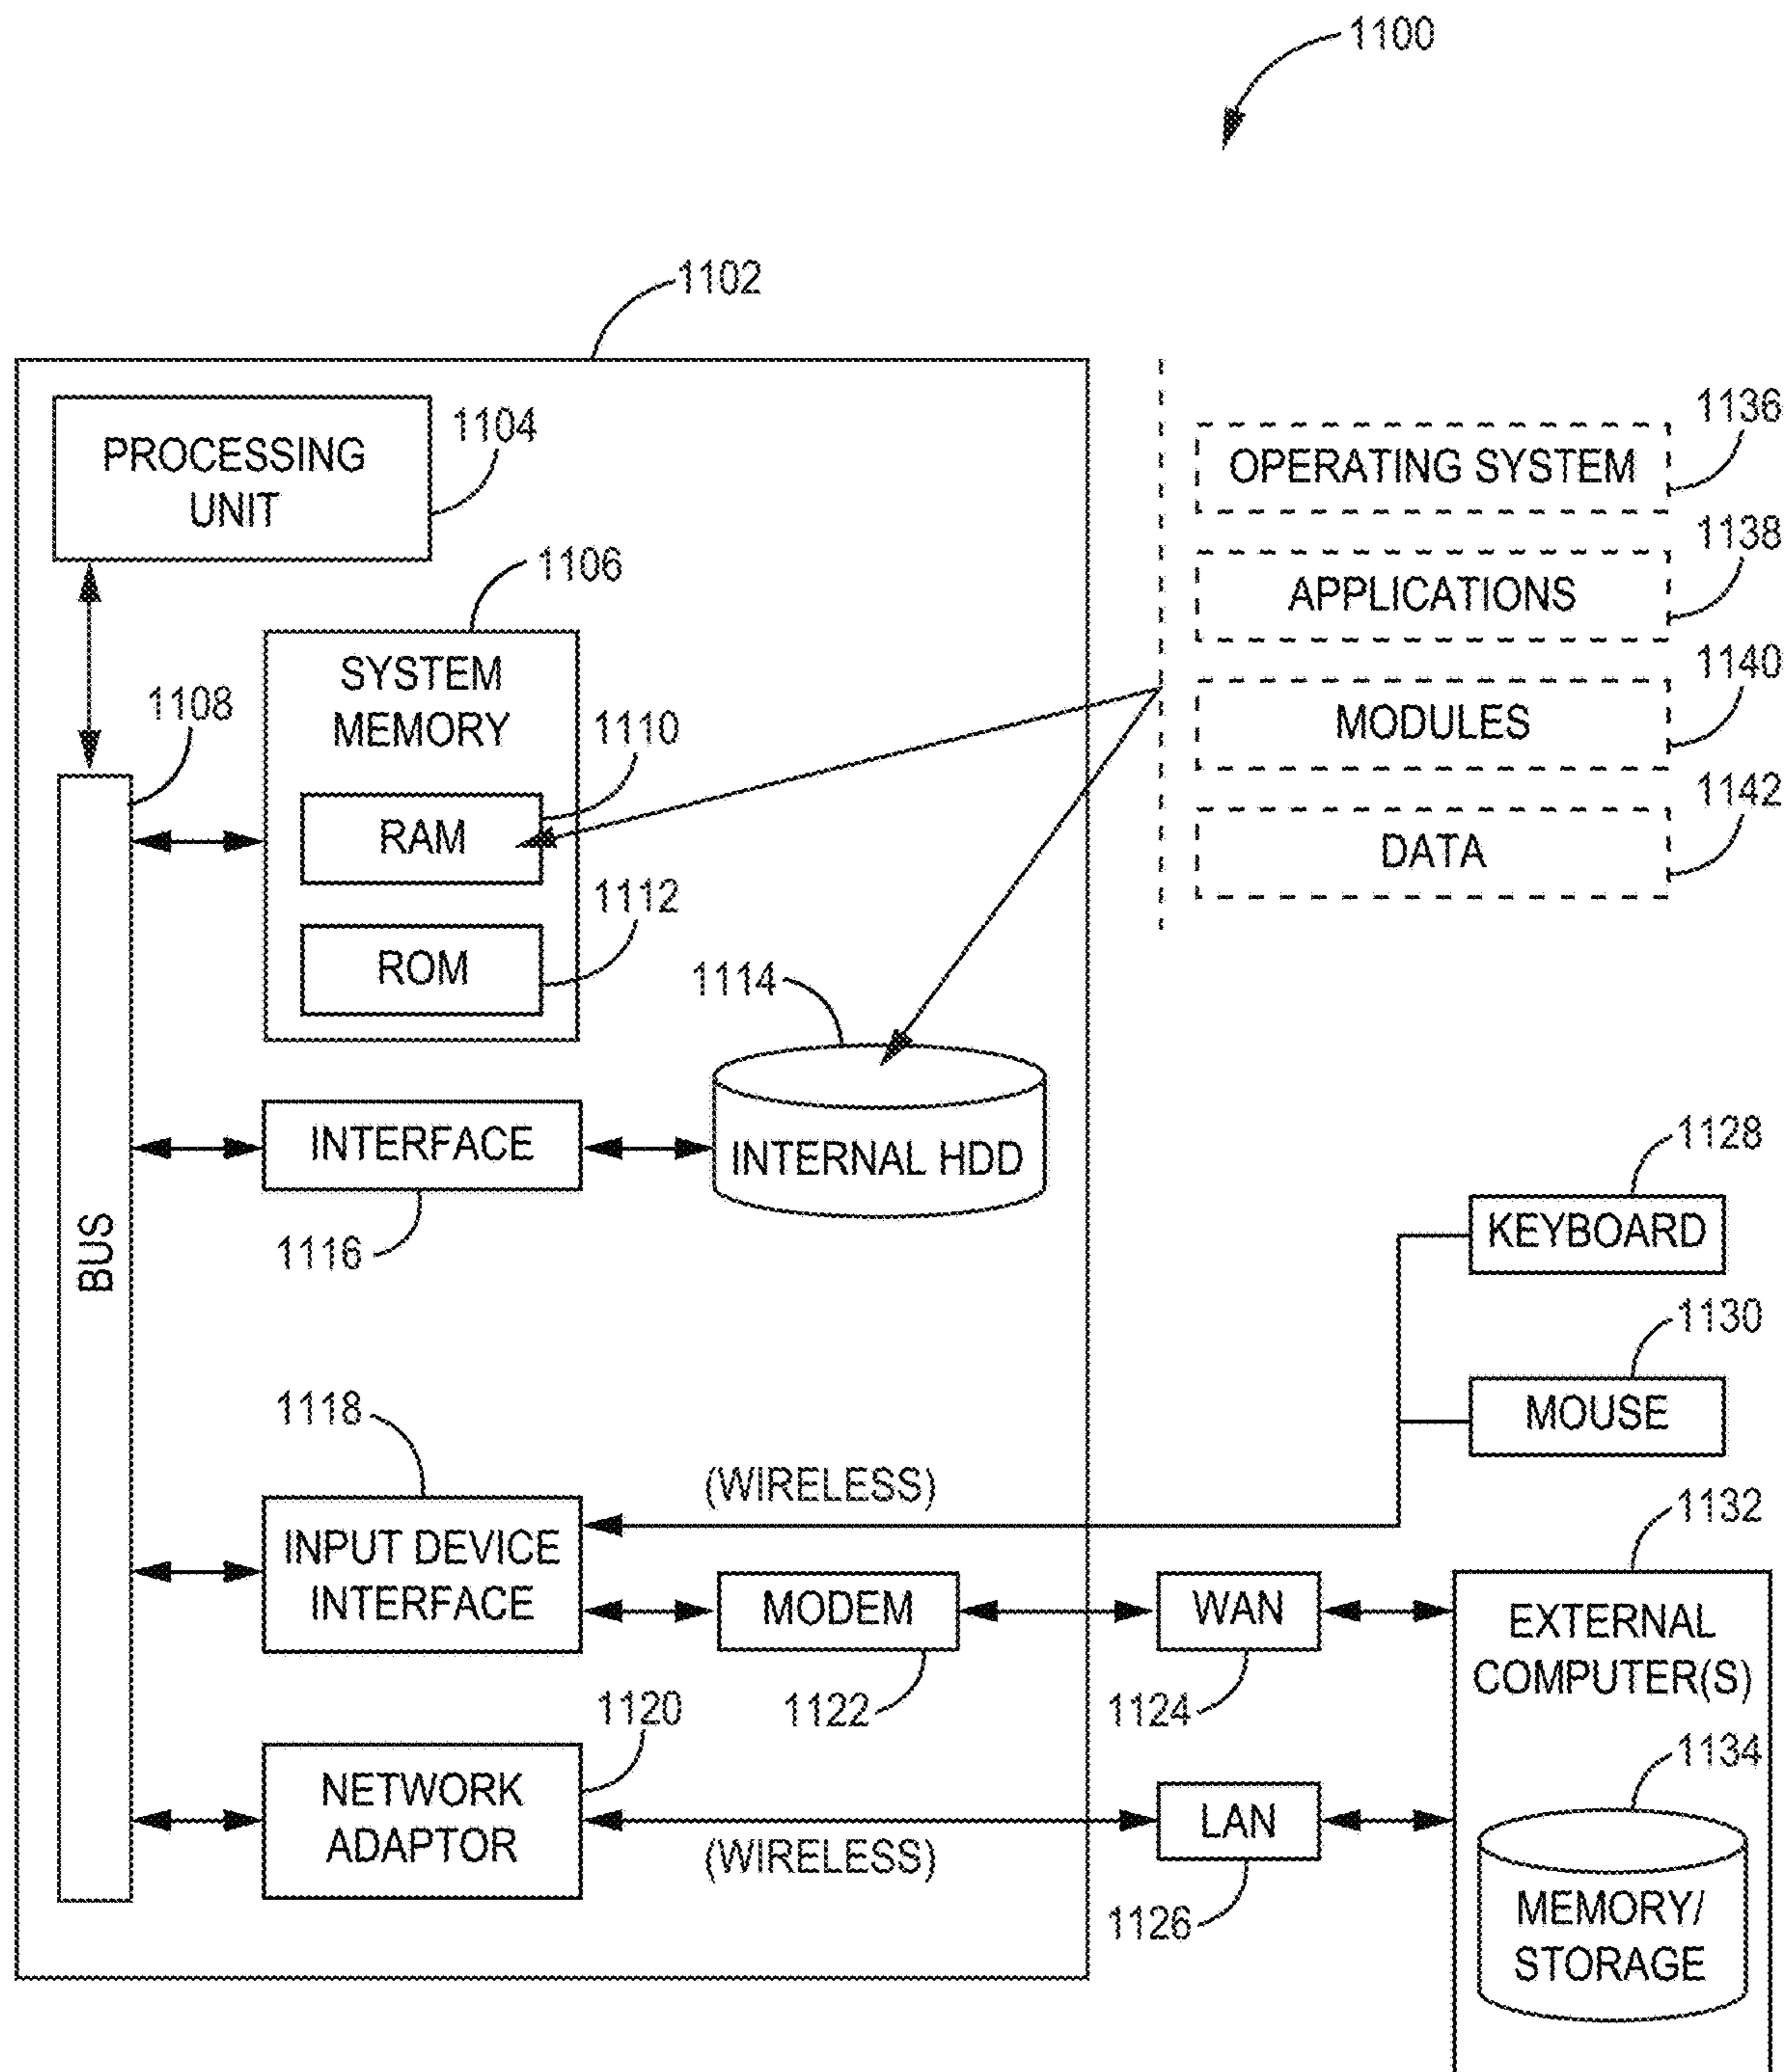 1100
1102
PROCESSING
UNIT
1104
1106
SYSTEM
MEMORY
1108
1110
RAM
1112
ROM
1114
INTERNAL HDD
INTERFACE
1116
BUS
1118
INPUT DEVICE
INTERFACE
(WIRELESS)
MODEM
1122
1120
NETWORK
ADAPTOR
(WIRELESS)
1136
OPERATING SYSTEM
1138
APPLICATIONS
1140
MODULES
1142
DATA
1128
KEYBOARD
1130
MOUSE
1132
WAN
1124
LAN
1126
EXTERNAL
COMPUTER(S)
1134
MEMORY/
STORAGE